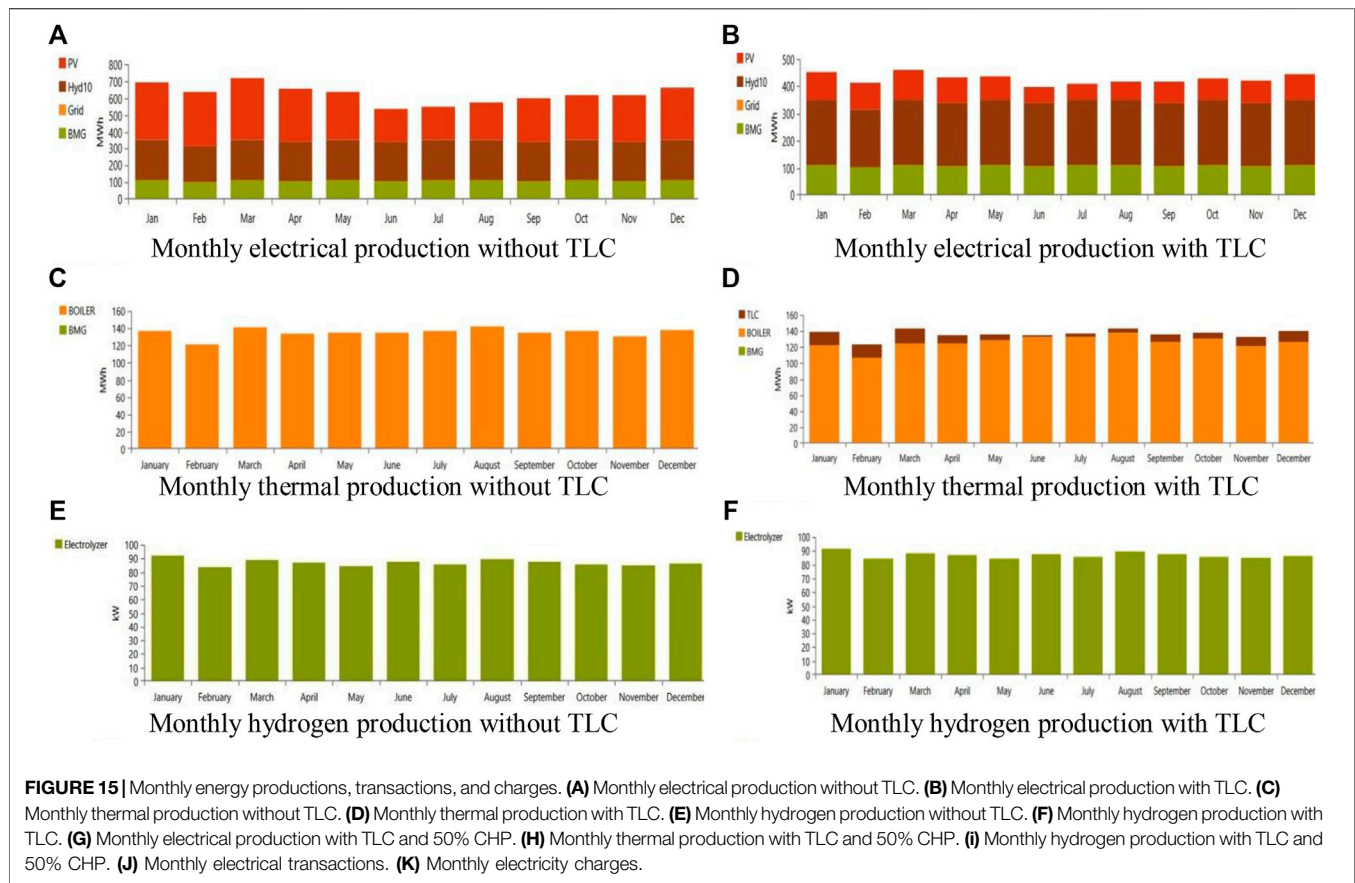 A
PV
Hyd10
Grid
BMG
MWh
800
700
600
500
400
300
200
100
0
Jan Feb Mar Apr May Jun Jul Aug Sep Oct Nov Dec
Monthly electrical production without TLC
B
PV
Hyd10
Grid
BMG
MWh
500
400
300
200
100
0
Jan Feb Mar Apr May Jun Jul Aug Sep Oct Nov Dec
Monthly electrical production with TLC
C
BOILER
BMG
MWh
160
140
120
100
80
60
40
20
0
January February March April May June July August September October November December
Monthly thermal production without TLC
D
TLC
BOILER
BMG
MWh
160
140
120
100
80
60
40
20
0
January February March April May June July August September October November December
Monthly thermal production with TLC
E
Electrolyzer
kW
100
90
80
70
60
50
40
30
20
10
0
January February March April May June July August September October November December
Monthly hydrogen production without TLC
F
Electrolyzer
kW
100
90
80
70
60
50
40
30
20
10
0
January February March April May June July August September October November December
Monthly hydrogen production with TLC
FIGURE 15 | Monthly energy productions, transactions, and charges. (A) Monthly electrical production without TLC. (B) Monthly electrical production with TLC. (C)
Monthly thermal production without TLC. (D) Monthly thermal production with TLC. (E) Monthly hydrogen production without TLC. (F) Monthly hydrogen production with
TLC. (G) Monthly electrical production with TLC and 50% CHP. (H) Monthly thermal production with TLC and 50% CHP. (i) Monthly hydrogen production with TLC and
50% CHP. (J) Monthly electrical transactions. (K) Monthly electricity charges.